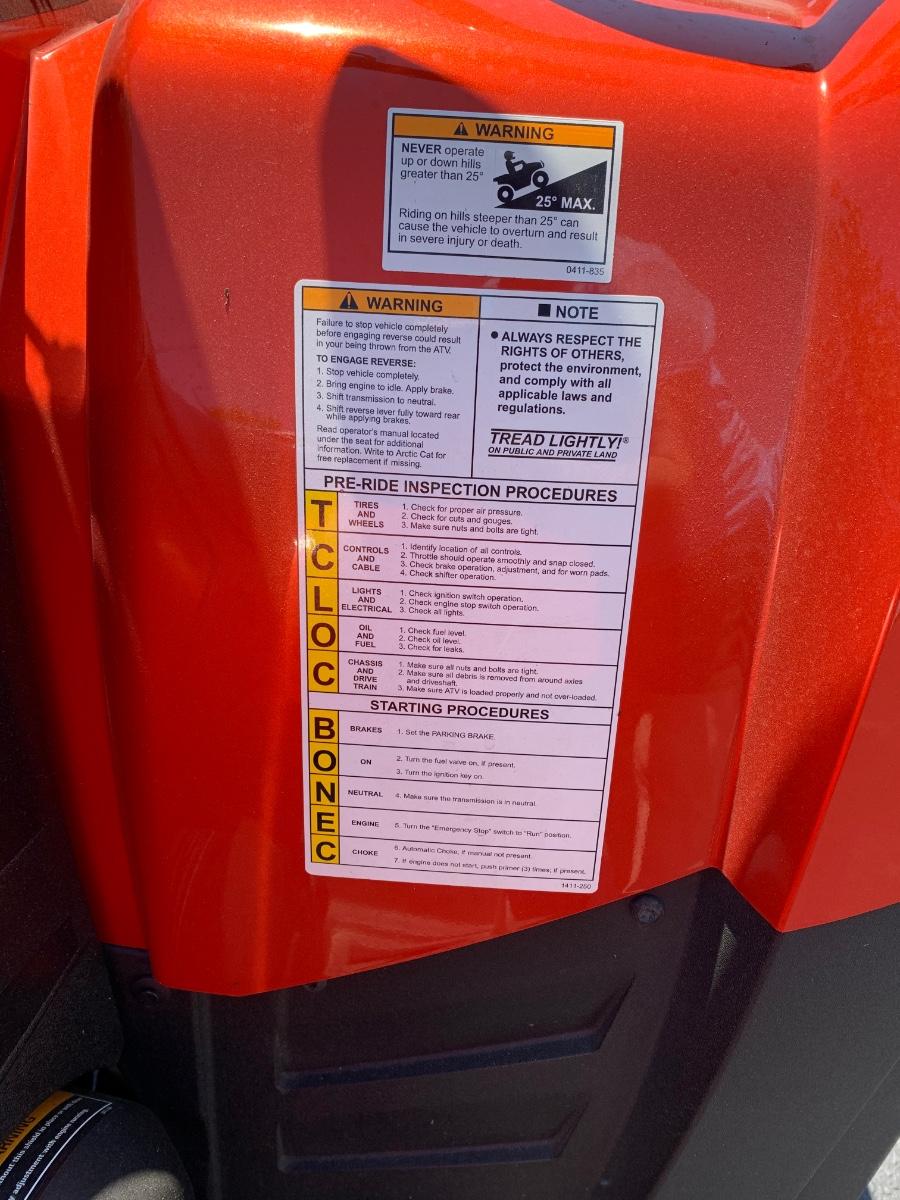 WARNING
NEVER operate
up or down hills
greater than 25°
25° MAX.
Riding on hills steeper than 25° can
cause the vehicle to overturn and result
in severe injury or death.
0411-835
WARNING
Failure to stop vehicle completely
before engaging reverse could result
in your being thrown from the ATV.
TO ENGAGE REVERSE:
1. Stop vehicle completely.
2. Bring engine to idle. Apply brake.
3. Shift transmission to neutral.
4. Shift reverse lever fully toward rear
while applying brakes.
Read operator's manual located
under the seat for additional
information. Write to Arctic Cat for
free replacement if missing.
NOTE
• ALWAYS RESPECT THE
RIGHTS OF OTHERS,
protect the environment,
and comply with all
applicable laws and
regulations.
TREAD LIGHTLY!®
ON PUBLIC AND PRIVATE LAND
PRE-RIDE INSPECTION PROCEDURES
T
TIRES
AND
WHEELS
1. Check for proper air pressure.
2. Check for cuts and gouges.
3. Make sure nuts and bolts are tight.
C
CONTROLS
AND
CABLE
1. Identify location of all controls.
2. Throttle should operate smoothly and snap closed.
3. Check brake operation, adjustment, and for worn pads.
4. Check shifter operation.
L
LIGHTS
AND
ELECTRICAL
1. Check ignition switch operation.
2. Check engine stop switch operation.
3. Check all lights.
O
OIL
AND
FUEL
1. Check fuel level.
2. Check oil level.
3. Check for leaks.
C
CHASSIS
AND
DRIVE
TRAIN
1. Make sure all nuts and bolts are tight.
2. Make sure all debris is removed from around axles
and driveshaft.
3. Make sure ATV is loaded properly and not over-loaded.
STARTING PROCEDURES
B
BRAKES
1. Set the PARKING BRAKE.
O
ON
2. Turn the fuel valve on, if present.
3. Turn the ignition key on.
N
NEUTRAL
4. Make sure the transmission is in neutral.
E
ENGINE
5. Turn the "Emergency Stop" switch to "Run" position.
C
CHOKE
6. Automatic Choke; if manual not present.
7. If engine does not start, push primer (3) times; if present.
1411-250
this shield in place
adjustment with engine